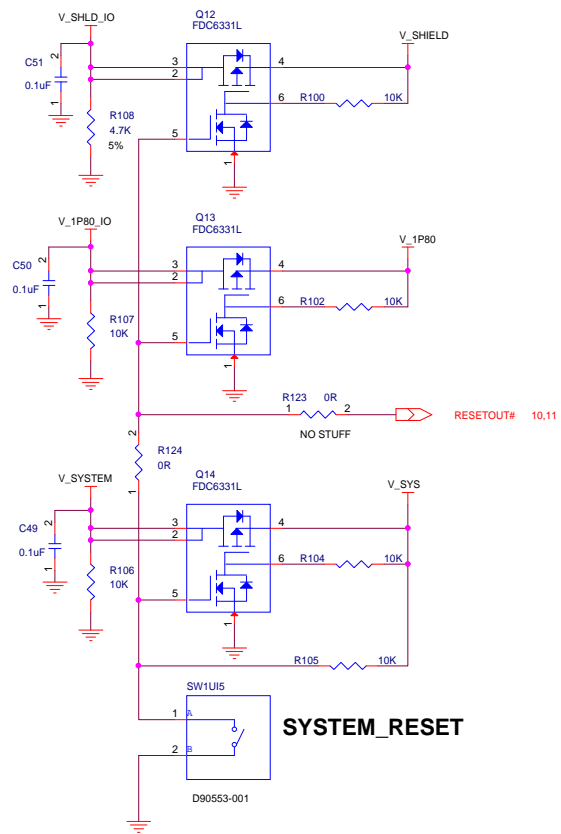 V_SHLD_IO
Q12
FDC6331L
V_SHIELD
C51
0.1uF
2
1
3
2
4
6
R100
10K
R108
4.7K
5%
5
1
V_1P80_IO
Q13
FDC6331L
V_1P80
C50
0.1uF
2
1
3
2
4
6
R102
10K
R107
10K
5
1
R123
0R
1
2
RESETOUT# 10,11
NO STUFF
2
R124
0R
1
V_SYSTEM
Q14
FDC6331L
V_SYS
C49
0.1uF
2
1
3
2
4
6
R104
10K
R106
10K
5
1
R105
10K
SW1UI5
1
A
2
B
SYSTEM_RESET
D90553-001